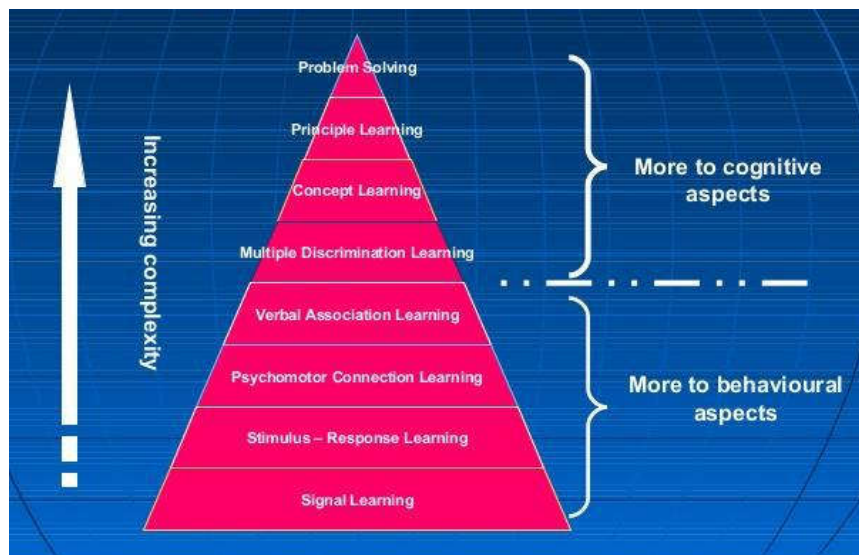 Problem Solving
Principle Learning
Concept Learning
Multiple Discrimination Learning
Verbal Association Learning
Psychomotor Connection Learning
Stimulus – Response Learning
Signal Learning
Increasing complexity
More to cognitive
aspects
More to behavioural
aspects